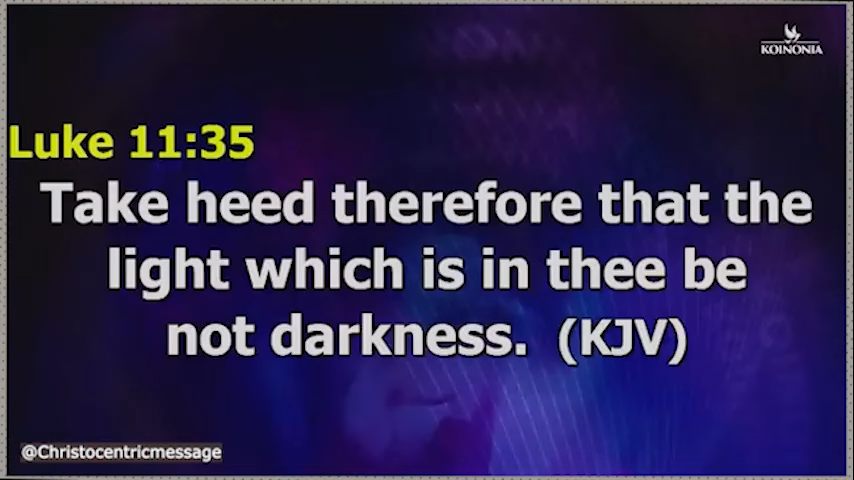 KOINONIA
Luke 11:35
Take heed therefore that the
light which is in thee be
not darkness. (KJV)
@Christocentricmessage